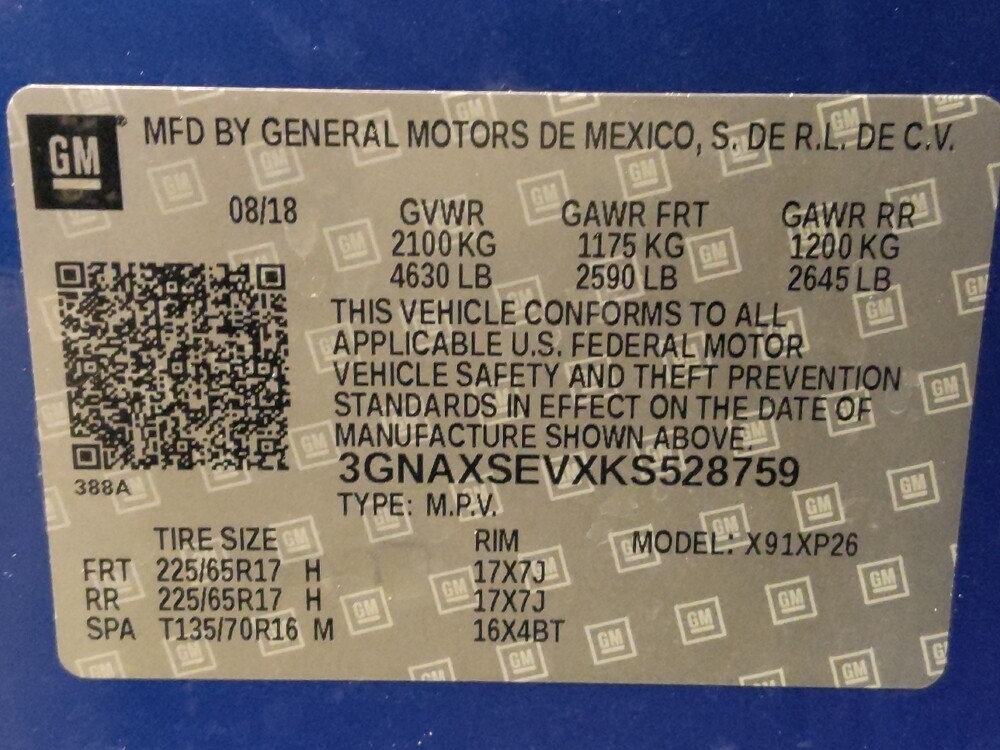 GM® MFD BY GENERAL MOTORS DE MEXICO, S. DE R.L. DE C.V.
08/18 GVWR GAWR FRT GAWR RR
2100 KG 1175 KG 1200 KG
4630 LB 2590 LB 2645 LB
THIS VEHICLE CONFORMS TO ALL
APPLICABLE U.S. FEDERAL MOTOR
VEHICLE SAFETY AND THEFT PREVENTION
STANDARDS IN EFFECT ON THE DATE OF
MANUFACTURE SHOWN ABOVE.
3GNAXSEVXKS528759
388A
TYPE: M.P.V.
TIRE SIZE RIM MODEL: X91XP26
FRT 225/65R17 H 17X7J
RR 225/65R17 H 17X7J
SPA T135/70R16 M 16X4BT